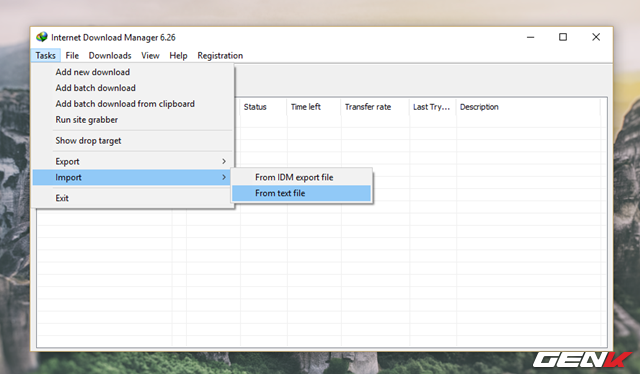 Internet Download Manager 6.26
Tasks File Downloads View Help Registration
Add new download
Add batch download
Add batch download from clipboard
Run site grabber
Show drop target
Export
Import
Exit
From IDM export file
From text file
Status Time left Transfer rate Last Try... Description
GENK